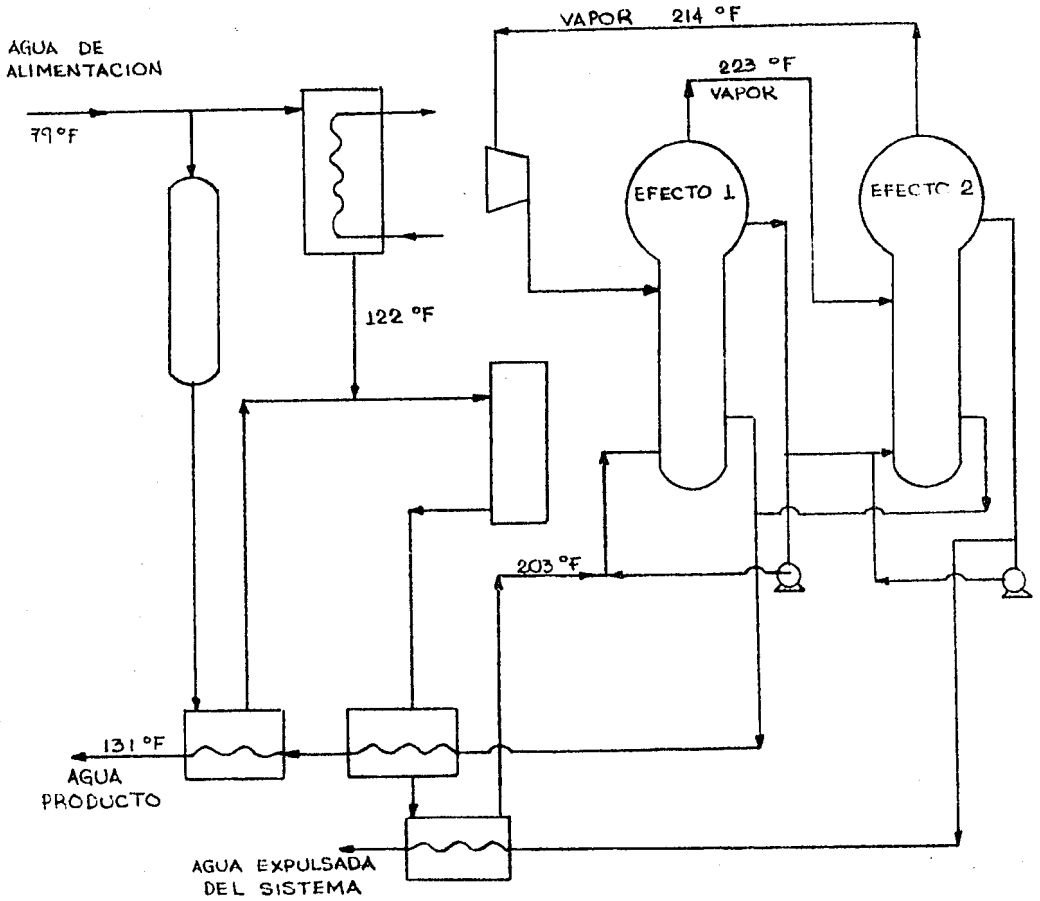 VAPOR 214 °F
AGUA DE
ALIMENTACION
79°F
223 °F
VAPOR
EFECTO 1
EFECTO 2
122 °F
203 °F
131 °F
AGUA
PRODUCTO
AGUA EXPULSADA
DEL SISTEMA